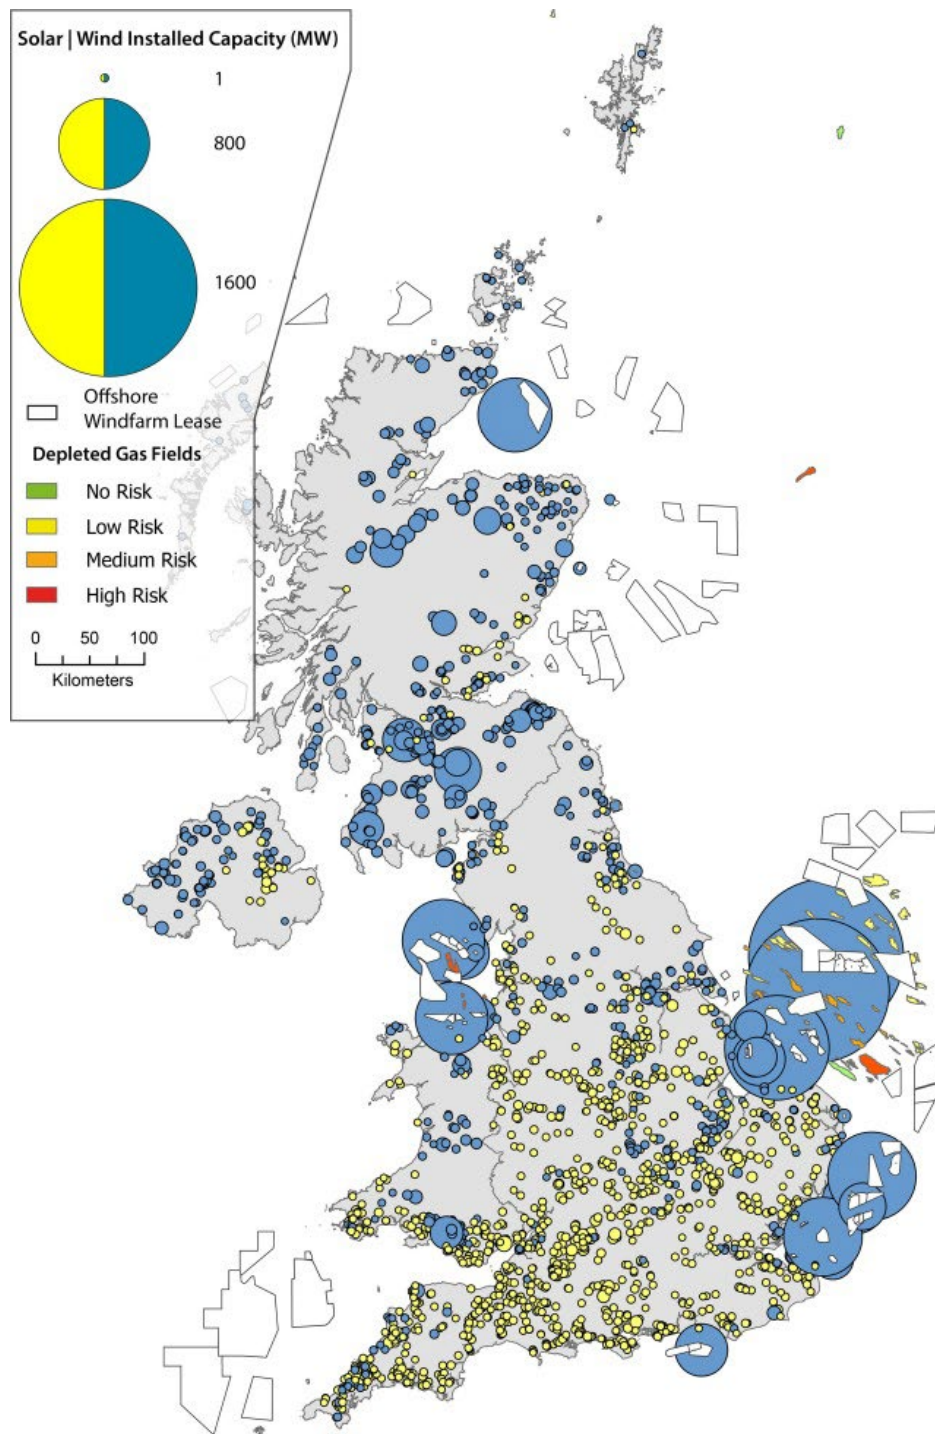 Solar | Wind Installed Capacity (MW)
1
800
1600
Offshore
Windfarm Lease
Depleted Gas Fields
No Risk
Low Risk
Medium Risk
High Risk
0 50 100
Kilometers